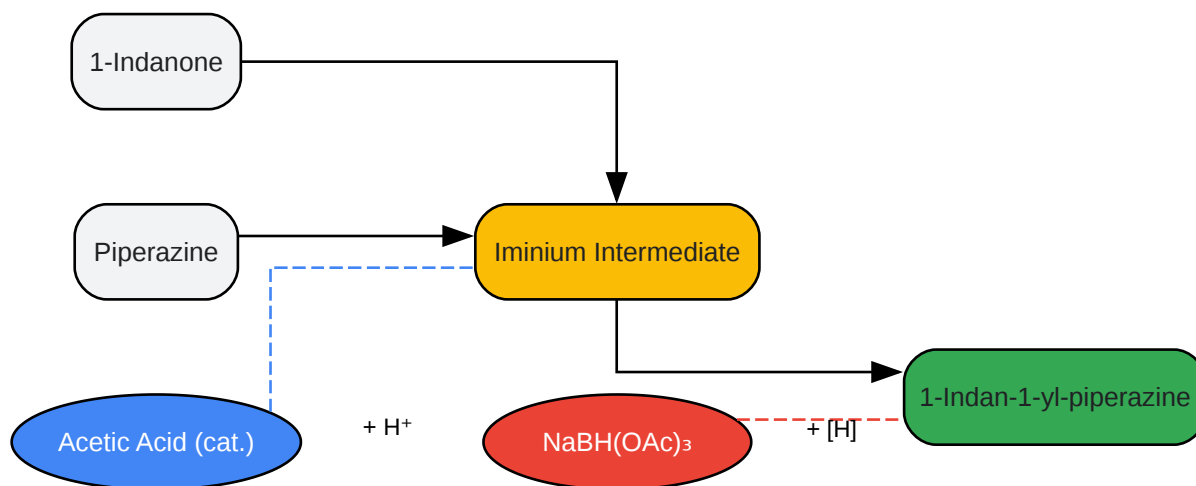 1-Indanone
Piperazine
Iminium Intermediate
1-Indan-1-yl-piperazine
Acetic Acid (cat.)
+ H⁺
NaBH(OAc)₃
+ [H]